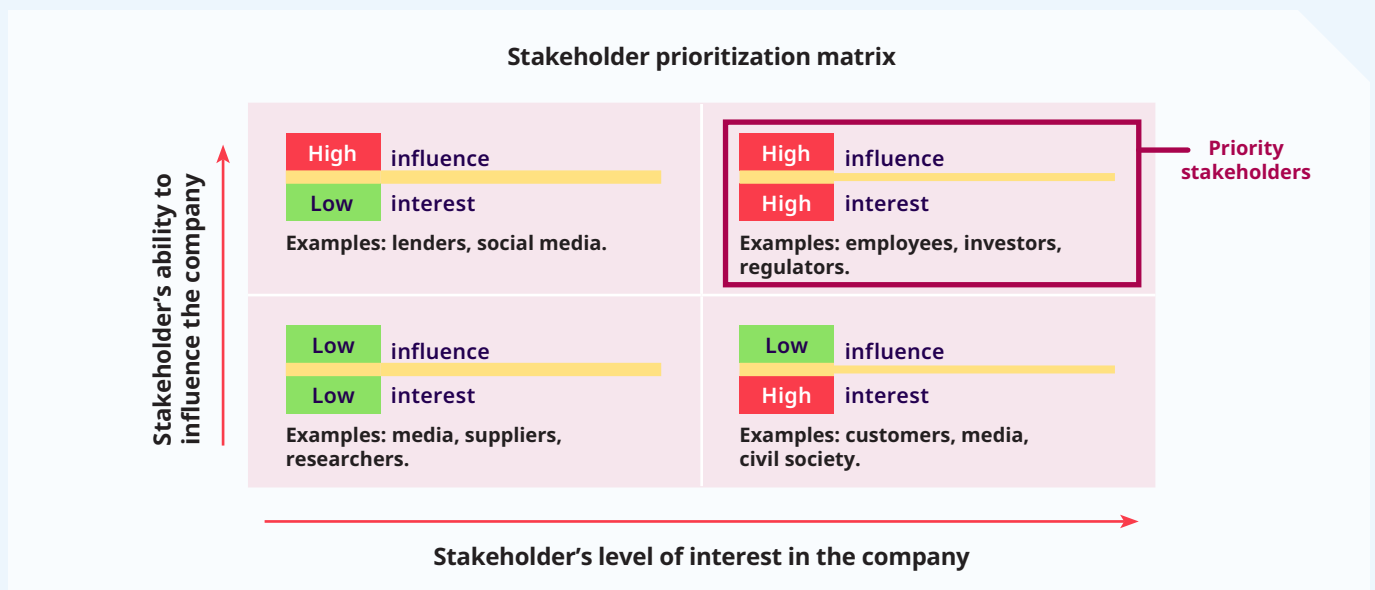 Stakeholder prioritization matrix
Stakeholder’s ability to
influence the company
High influence
Low interest
Examples: lenders, social media.
High influence
High interest
Examples: employees, investors,
regulators.
Priority
stakeholders
Low influence
Low interest
Examples: media, suppliers,
researchers.
Low influence
High interest
Examples: customers, media,
civil society.
Stakeholder’s level of interest in the company